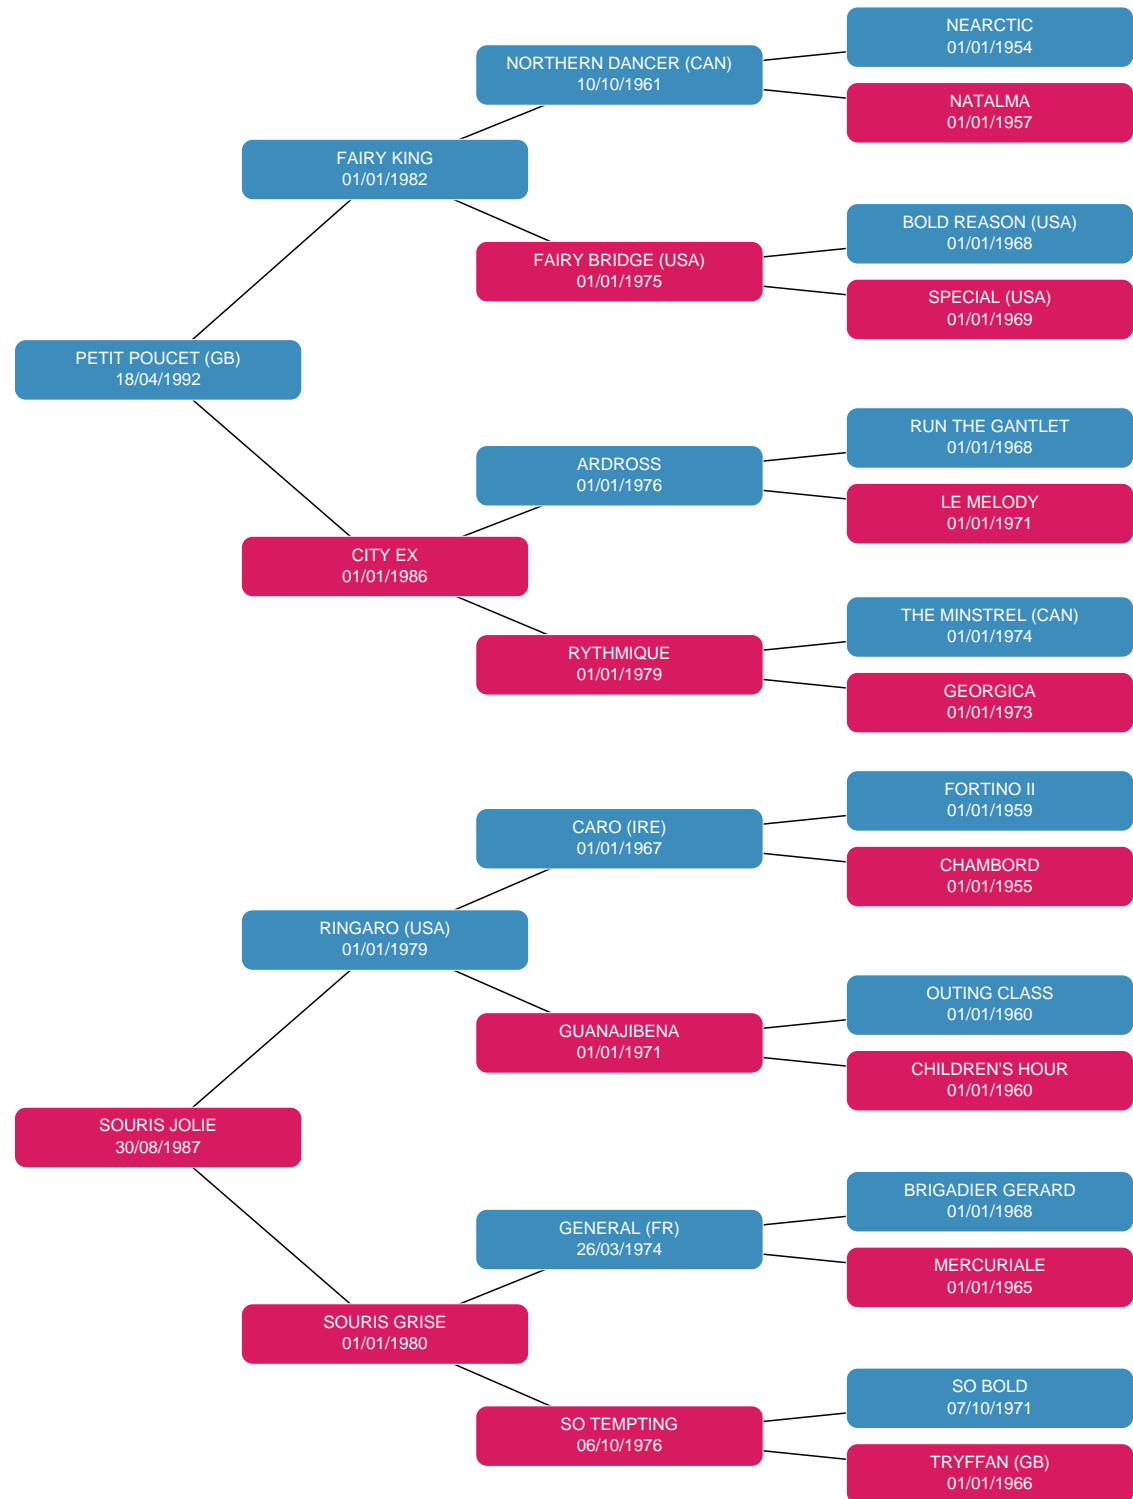 NEARCTIC
01/01/1954
NORTHERN DANCER (CAN)
10/10/1961
NATALMA
01/01/1957
FAIRY KING
01/01/1982
BOLD REASON (USA)
01/01/1968
FAIRY BRIDGE (USA)
01/01/1975
SPECIAL (USA)
01/01/1969
PETIT POUCET (GB)
18/04/1992
RUN THE GANTLET
01/01/1968
ARDROSS
01/01/1976
LE MELODY
01/01/1971
CITY EX
01/01/1986
THE MINSTREL (CAN)
01/01/1974
RYTHMIQUE
01/01/1979
GEORGICA
01/01/1973
FORTINO II
01/01/1959
CARO (IRE)
01/01/1967
CHAMBORD
01/01/1955
RINGARO (USA)
01/01/1979
OUTING CLASS
01/01/1960
GUANAJIBENA
01/01/1971
CHILDREN'S HOUR
01/01/1960
SOURIS JOLIE
30/08/1987
BRIGADIER GERARD
01/01/1968
GENERAL (FR)
26/03/1974
MERCURIALE
01/01/1965
SOURIS GRISE
01/01/1980
SO BOLD
07/10/1971
SO TEMPTING
06/10/1976
TRYFFAN (GB)
01/01/1966